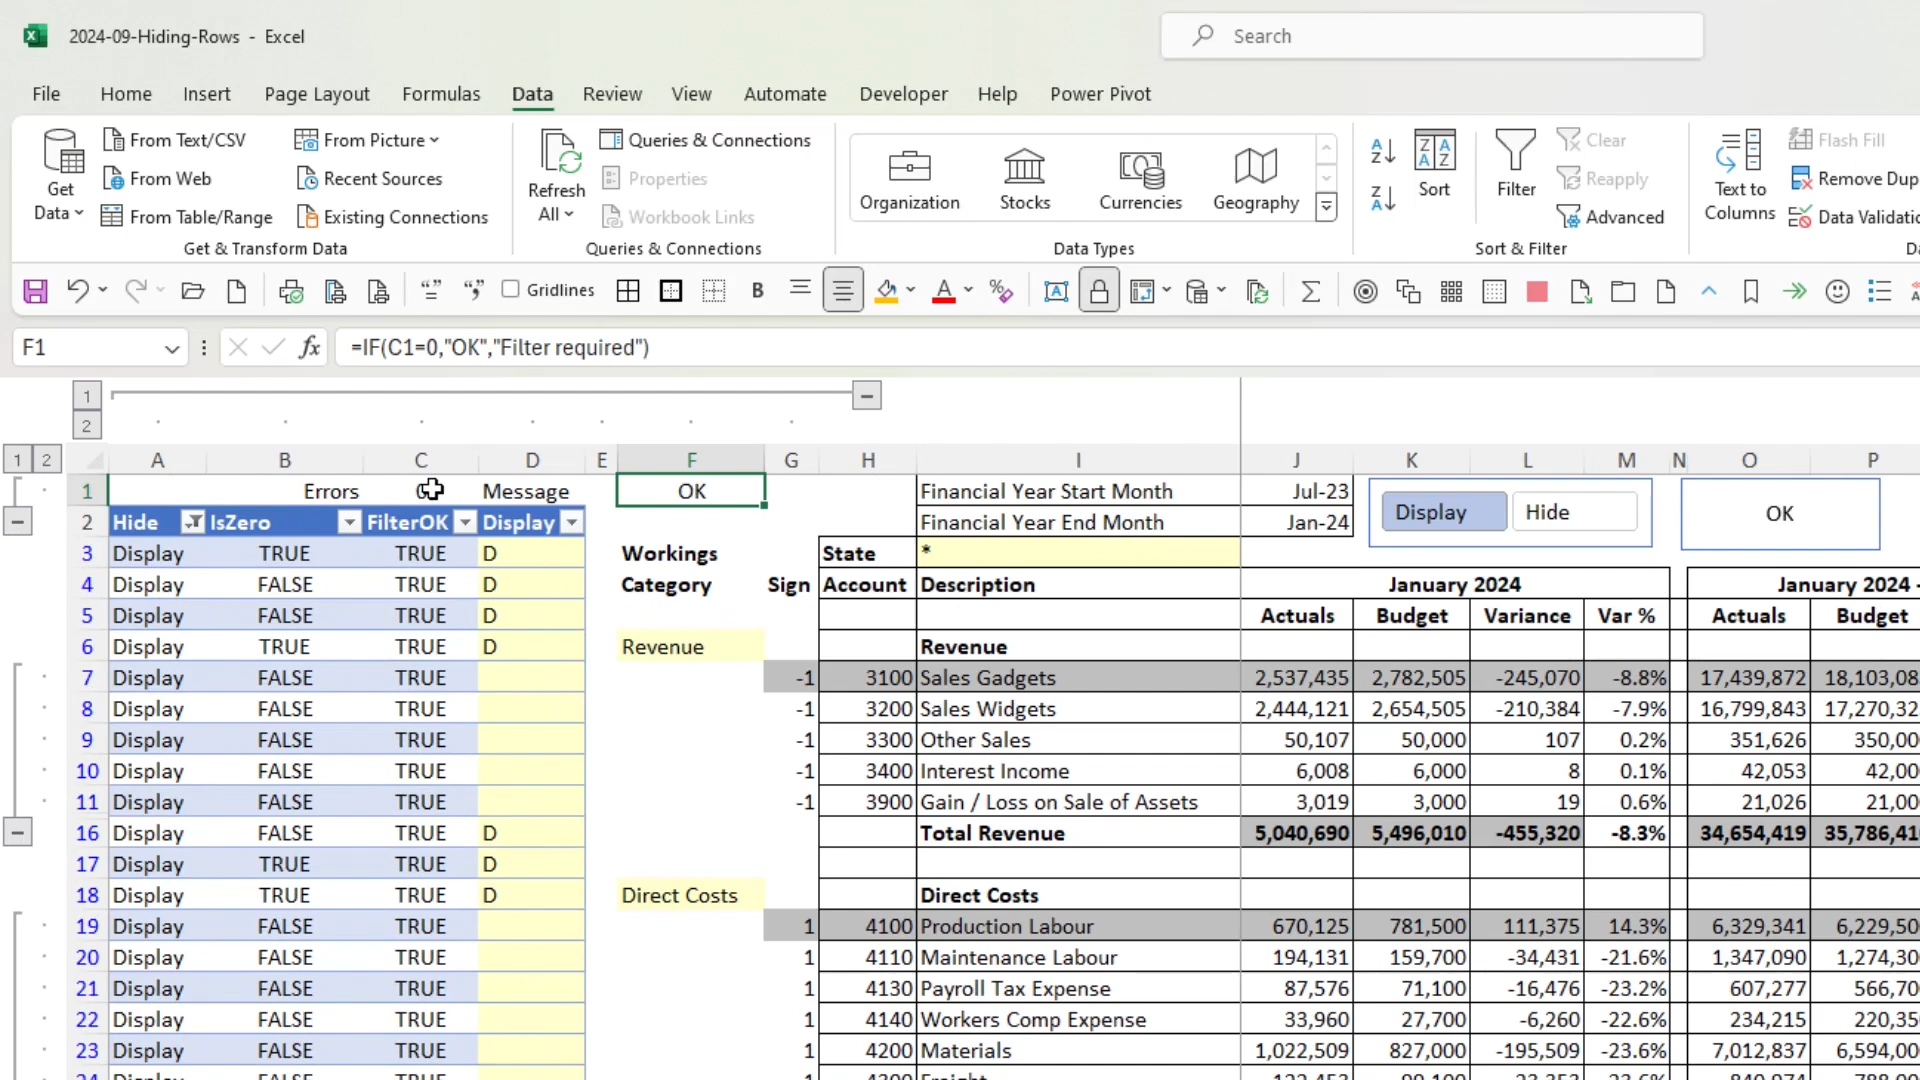 2024-09-Hiding-Rows - Excel
Search
File Home Insert Page Layout Formulas Data Review View Automate Developer Help Power Pivot
Get Data
From Text/CSV
From Web
From Table/Range
From Picture
Recent Sources
Existing Connections
Get & Transform Data
Refresh All
Queries & Connections
Properties
Workbook Links
Queries & Connections
Organization
Stocks
Currencies
Geography
Data Types
Sort
Filter
Clear
Reapply
Advanced
Sort & Filter
Text to Columns
Flash Fill
Remove Dup
Data Validatio
Gridlines
F1
fx
=IF(C1=0,"OK","Filter required")
1
2
1 2
A B C D E F G H I J K L M N O P
1 Errors Message OK Financial Year Start Month Jul-23
2 Hide IsZero FilterOK Display Financial Year End Month Jan-24
Display Hide
OK
3 Display TRUE TRUE D Workings State *
4 Display FALSE TRUE D Category Sign Account Description January 2024 January 2024 -
5 Display FALSE TRUE D Actuals Budget Variance Var % Actuals Budget
6 Display TRUE TRUE D Revenue Revenue
7 Display FALSE TRUE -1 3100 Sales Gadgets 2,537,435 2,782,505 -245,070 -8.8% 17,439,872 18,103,08
8 Display FALSE TRUE -1 3200 Sales Widgets 2,444,121 2,654,505 -210,384 -7.9% 16,799,843 17,270,32
9 Display FALSE TRUE -1 3300 Other Sales 50,107 50,000 107 0.2% 351,626 350,00
10 Display FALSE TRUE -1 3400 Interest Income 6,008 6,000 8 0.1% 42,053 42,00
11 Display FALSE TRUE -1 3900 Gain / Loss on Sale of Assets 3,019 3,000 19 0.6% 21,026 21,00
16 Display FALSE TRUE D Total Revenue 5,040,690 5,496,010 -455,320 -8.3% 34,654,419 35,786,41
17 Display TRUE TRUE D
18 Display TRUE TRUE D Direct Costs Direct Costs
19 Display FALSE TRUE 1 4100 Production Labour 670,125 781,500 111,375 14.3% 6,329,341 6,229,50
20 Display FALSE TRUE 1 4110 Maintenance Labour 194,131 159,700 -34,431 -21.6% 1,347,090 1,274,30
21 Display FALSE TRUE 1 4130 Payroll Tax Expense 87,576 71,100 -16,476 -23.2% 607,277 566,70
22 Display FALSE TRUE 1 4140 Workers Comp Expense 33,960 27,700 -6,260 -22.6% 234,215 220,35
23 Display FALSE TRUE 1 4200 Materials 1,022,509 827,000 -195,509 -23.6% 7,012,837 6,594,00